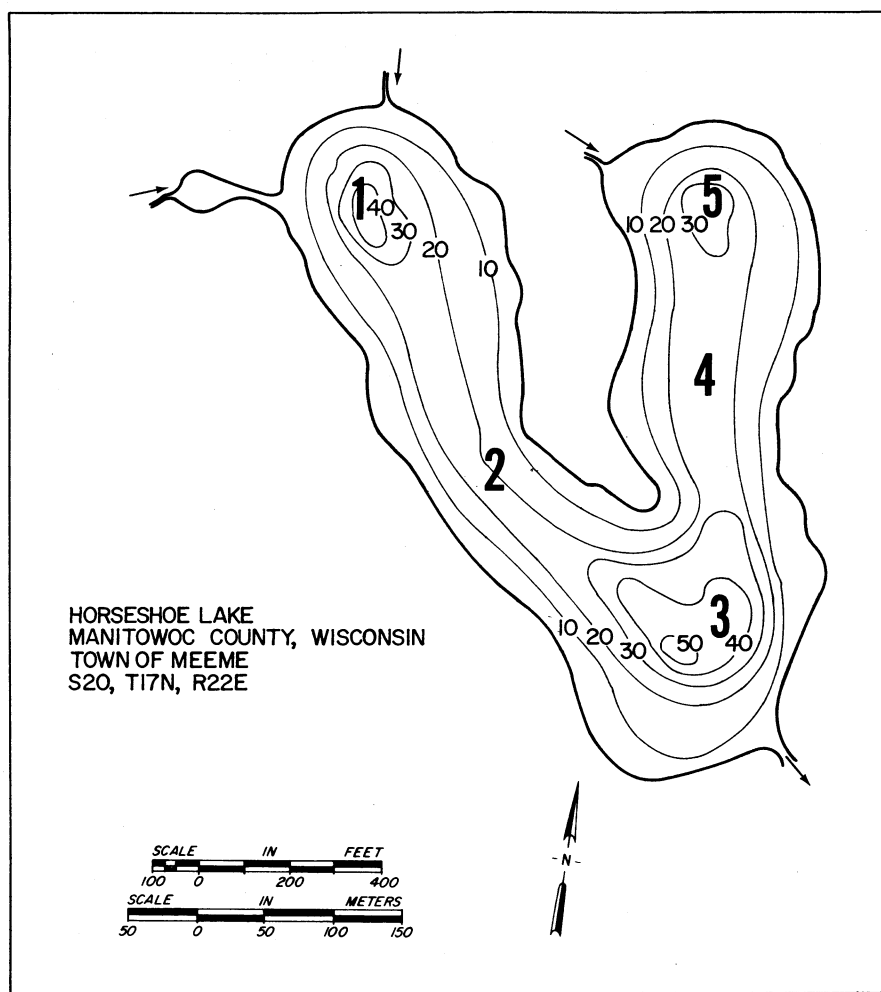 1
40
30
20
10
5
10 20 30
4
2
3
10
20
30
50
40
HORSESHOE LAKE
MANITOWOC COUNTY, WISCONSIN
TOWN OF MEEME
S20, T17N, R22E
SCALE IN FEET
100 0 200 400
SCALE IN METERS
50 0 50 100 150
-N-